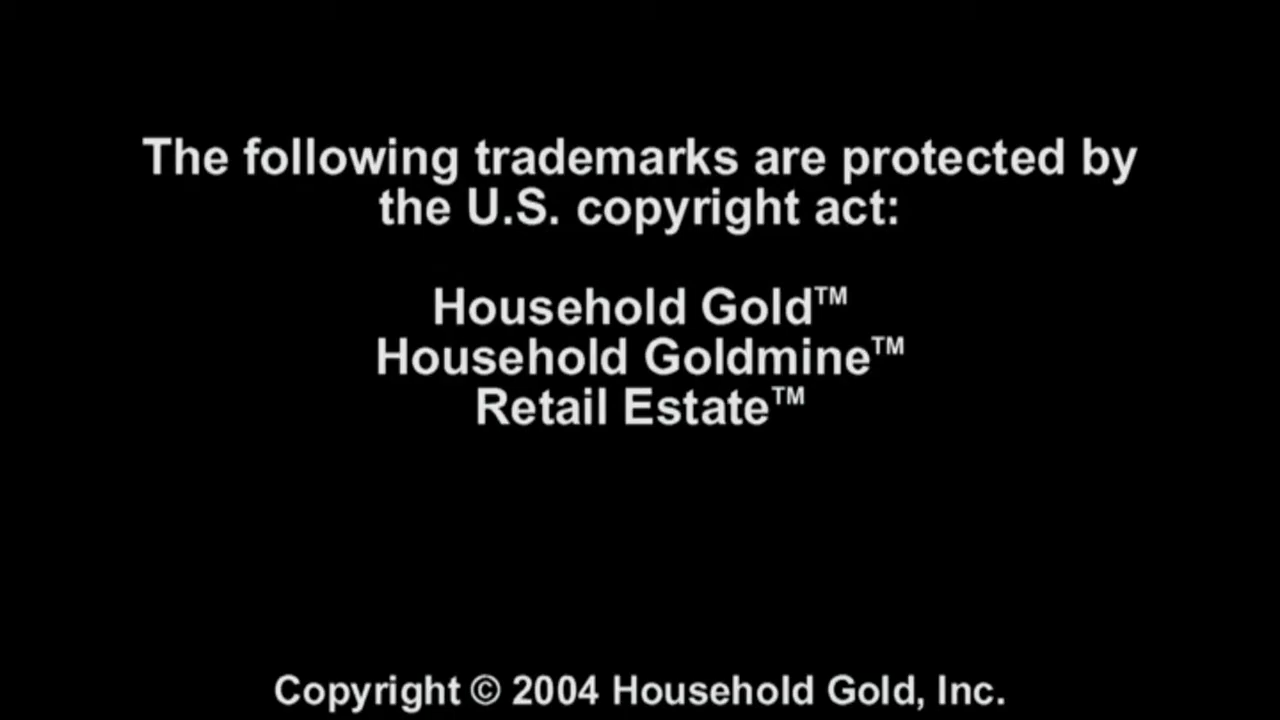 The following trademarks are protected by
the U.S. copyright act:
Household Gold™
Household Goldmine™
Retail Estate™
Copyright © 2004 Household Gold, Inc.